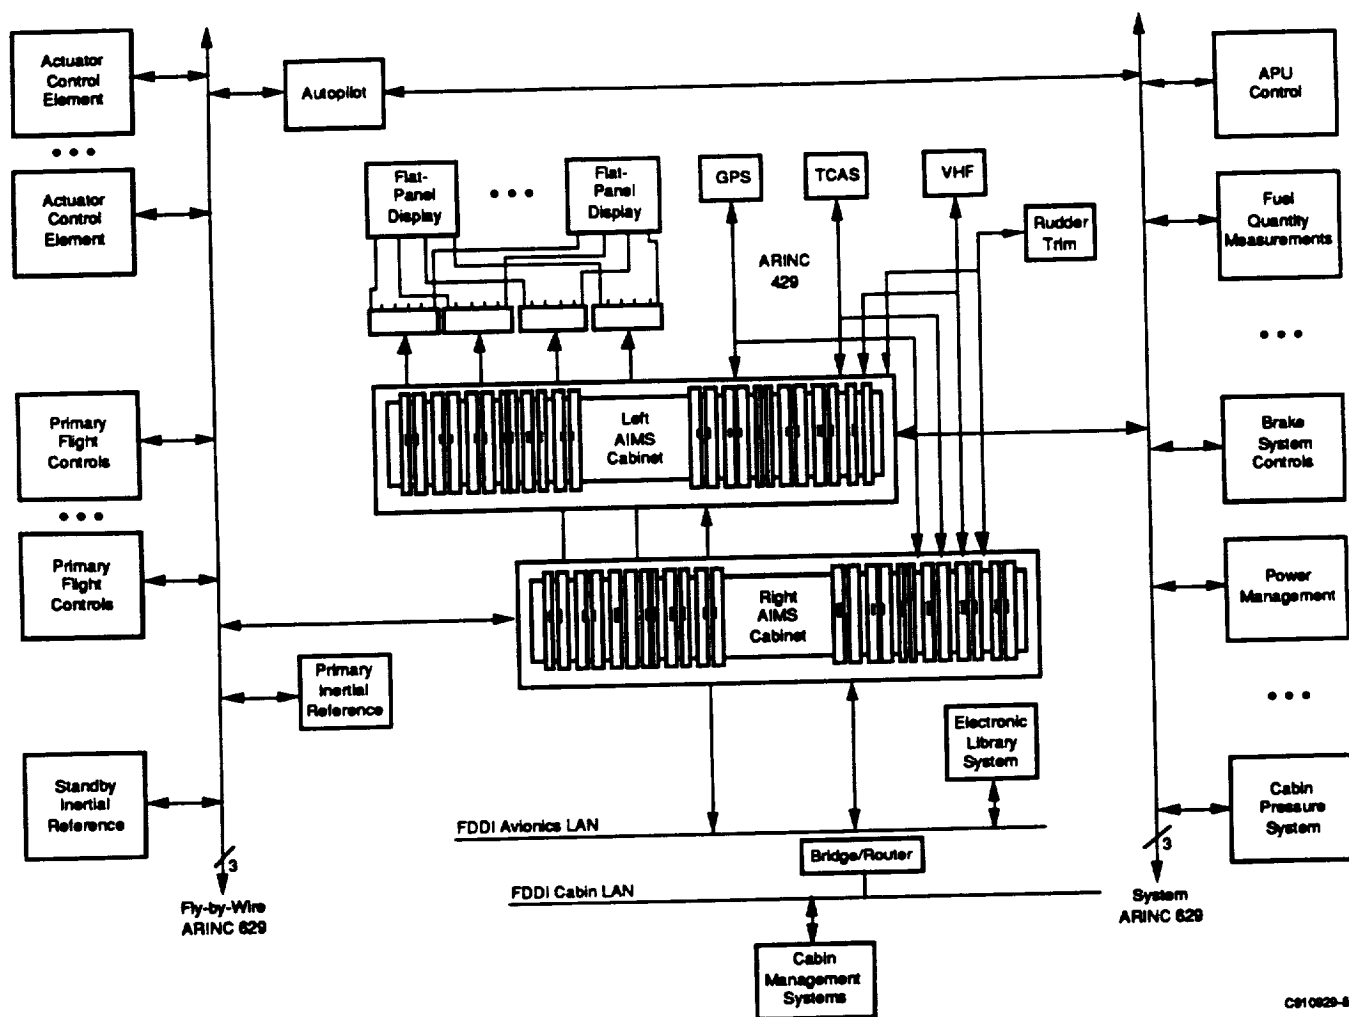 Actuator
Control
Element
Autopilot
APU
Control
Actuator
Control
Element
Flat-
Panel
Display
Flat-
Panel
Display
GPS
TCAS
VHF
Rudder
Trim
Fuel
Quantity
Measurements
ARINC
429
Primary
Flight
Controls
Left
AIMS
Cabinet
Brake
System
Controls
Primary
Flight
Controls
Right
AIMS
Cabinet
Power
Management
Primary
Inertial
Reference
Electronic
Library
System
Standby
Inertial
Reference
Cabin
Pressure
System
FDDI Avionics LAN
3
3
Bridge/Router
FDDI Cabin LAN
Fly-by-Wire
ARINC 629
System
ARINC 629
Cabin
Management
Systems